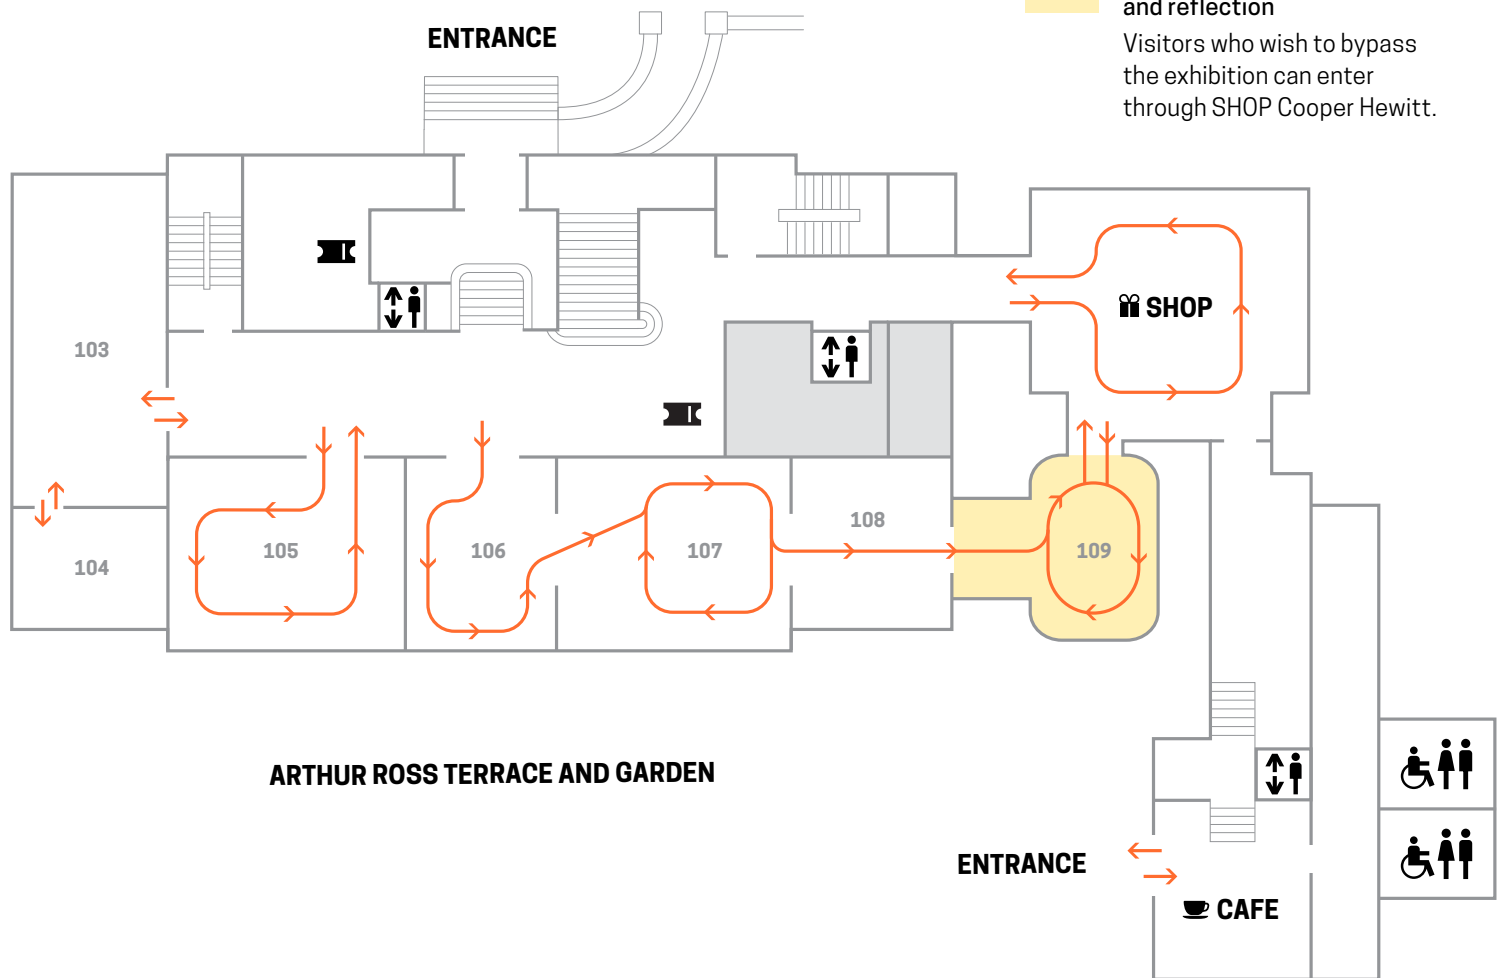 and reflection
Visitors who wish to bypass
the exhibition can enter
through SHOP Cooper Hewitt.
ENTRANCE
SHOP
103
104
105
106
107
108
109
ARTHUR ROSS TERRACE AND GARDEN
ENTRANCE
CAFE